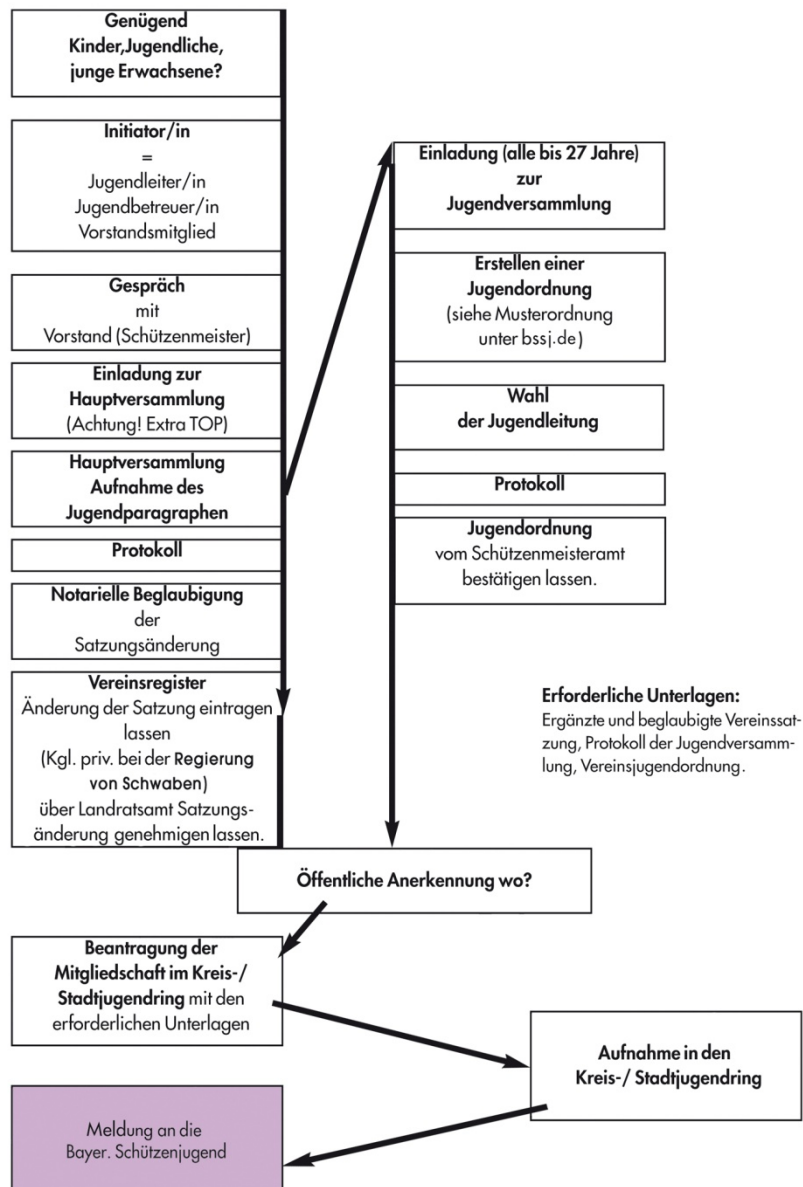 Genügend
Kinder,Jugendliche,
junge Erwachsene?
Initiator/in
=
Jugendleiter/in
Jugendbetreuer/in
Vorstandsmitglied
Gespräch
mit
Vorstand (Schützenmeister)
Einladung zur
Hauptversammlung
(Achtung! Extra TOP)
Hauptversammlung
Aufnahme des
Jugendparagraphen
Protokoll
Notarielle Beglaubigung
der
Satzungsänderung
Vereinsregister
Änderung der Satzung eintragen
lassen
(Kgl. priv. bei der Regierung
von Schwaben)
über Landratsamt Satzungs-
änderung genehmigen lassen.
Einladung (alle bis 27 Jahre)
zur
Jugendversammlung
Erstellen einer
Jugendordnung
(siehe Musterordnung
unter bssj.de)
Wahl
der Jugendleitung
Protokoll
Jugendordnung
vom Schützenmeisteramt
bestätigen lassen.
Erforderliche Unterlagen:
Ergänzte und beglaubigte Vereinssat-
zung, Protokoll der Jugendversamm-
lung, Vereinsjugendordnung.
Öffentliche Anerkennung wo?
Beantragung der
Mitgliedschaft im Kreis-/
Stadtjugendring mit den
erforderlichen Unterlagen
Aufnahme in den
Kreis-/ Stadtjugendring
Meldung an die
Bayer. Schützenjugend